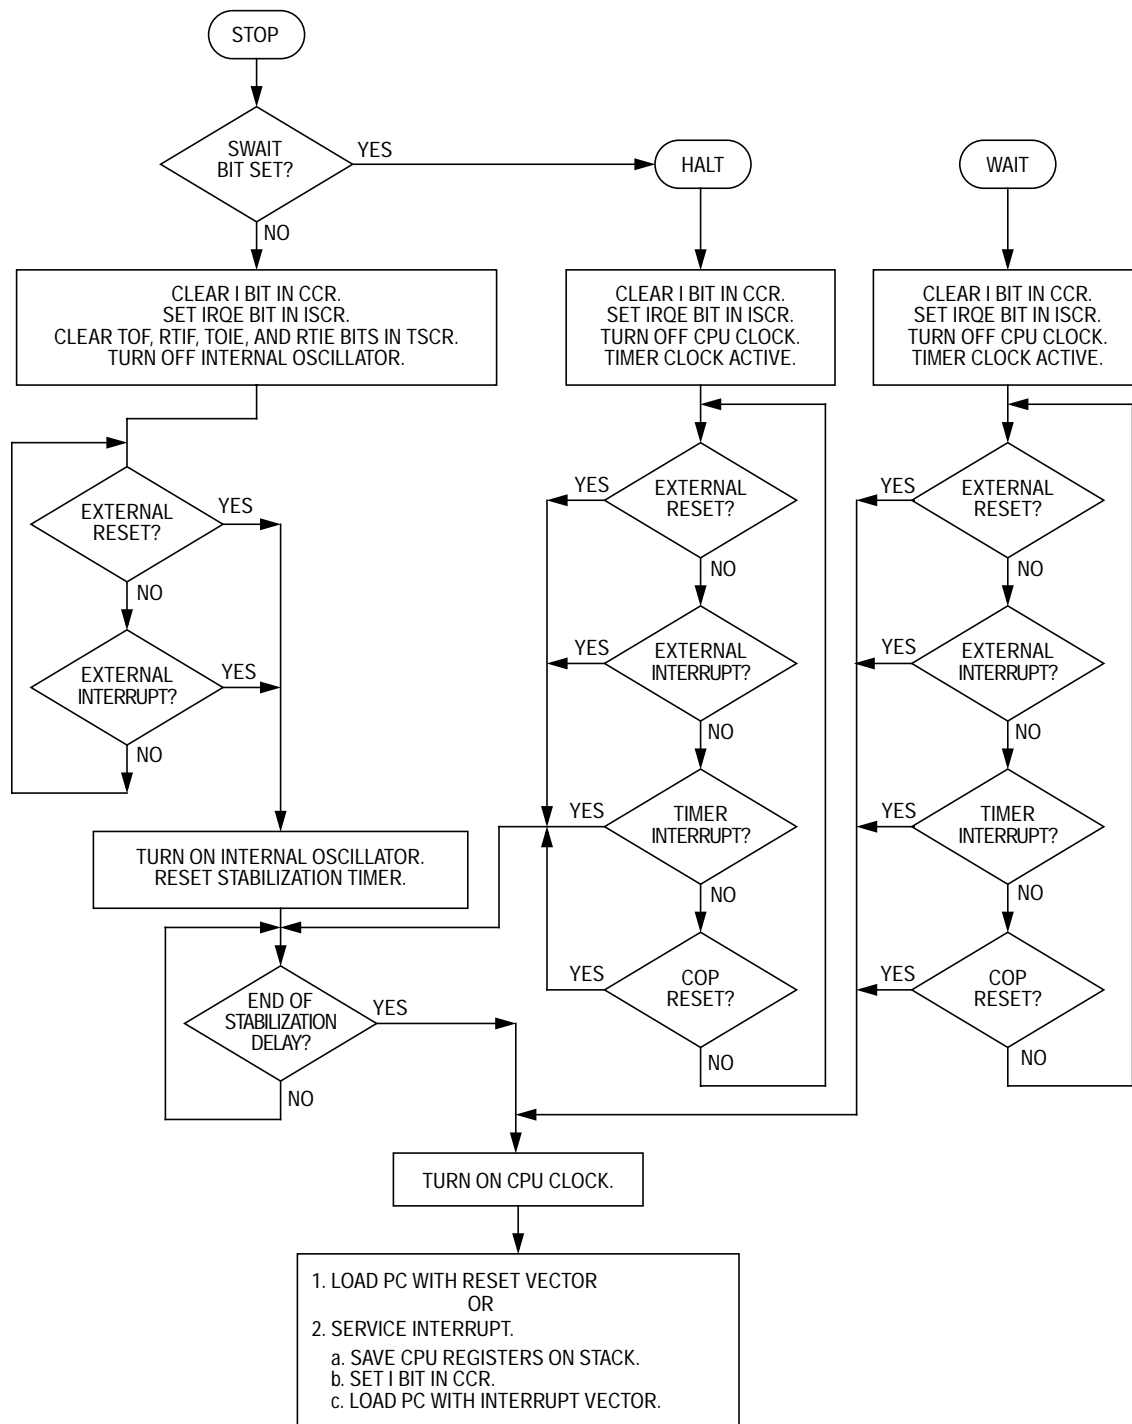 STOP
SWAIT
BIT SET?
YES
NO
HALT
WAIT
CLEAR I BIT IN CCR.
SET IRQE BIT IN ISCR.
CLEAR TOF, RTIF, TOIE, AND RTIE BITS IN TSCR.
TURN OFF INTERNAL OSCILLATOR.
CLEAR I BIT IN CCR.
SET IRQE BIT IN ISCR.
TURN OFF CPU CLOCK.
TIMER CLOCK ACTIVE.
CLEAR I BIT IN CCR.
SET IRQE BIT IN ISCR.
TURN OFF CPU CLOCK.
TIMER CLOCK ACTIVE.
EXTERNAL
RESET?
YES
NO
EXTERNAL
INTERRUPT?
YES
NO
TURN ON INTERNAL OSCILLATOR.
RESET STABILIZATION TIMER.
END OF
STABILIZATION
DELAY?
YES
NO
YES
EXTERNAL
RESET?
NO
YES
EXTERNAL
INTERRUPT?
NO
YES
TIMER
INTERRUPT?
NO
YES
COP
RESET?
NO
YES
EXTERNAL
RESET?
NO
YES
EXTERNAL
INTERRUPT?
NO
YES
TIMER
INTERRUPT?
NO
YES
COP
RESET?
NO
TURN ON CPU CLOCK.
1. LOAD PC WITH RESET VECTOR
OR
2. SERVICE INTERRUPT.
a. SAVE CPU REGISTERS ON STACK.
b. SET I BIT IN CCR.
c. LOAD PC WITH INTERRUPT VECTOR.